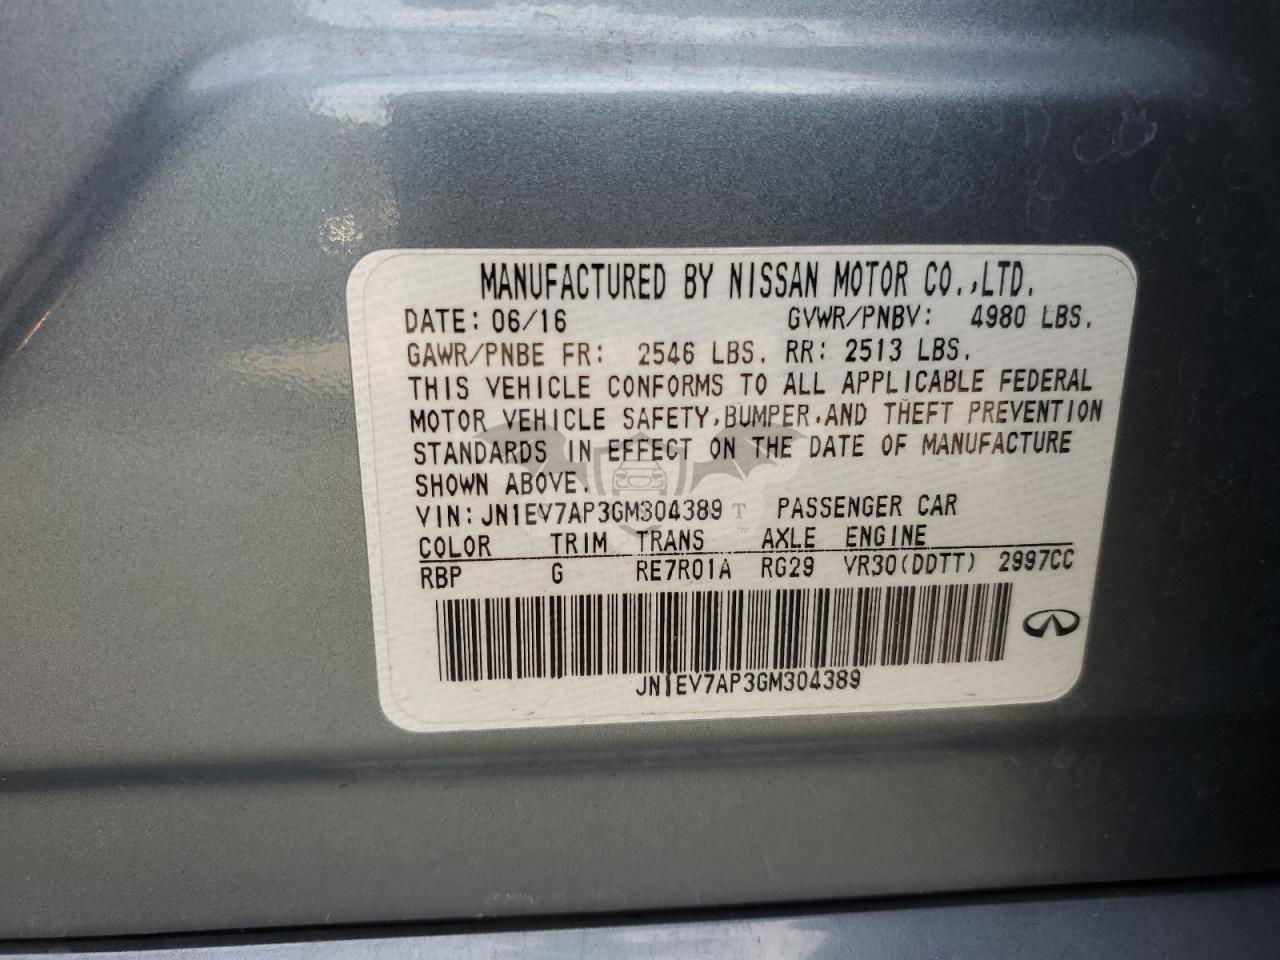 MANUFACTURED BY NISSAN MOTOR CO.,LTD.
DATE: 06/16 GVWR/PNBV: 4980 LBS.
GAWR/PNBE FR: 2546 LBS. RR: 2513 LBS.
THIS VEHICLE CONFORMS TO ALL APPLICABLE FEDERAL
MOTOR VEHICLE SAFETY,BUMPER,AND THEFT PREVENTION
STANDARDS IN EFFECT ON THE DATE OF MANUFACTURE
SHOWN ABOVE.
VIN:JN1EV7AP3GM304389 PASSENGER CAR
COLOR TRIM TRANS AXLE ENGINE
RBP G RE7R01A RG29 VR30(DDTT) 2997CC
JN1EV7AP3GM304389